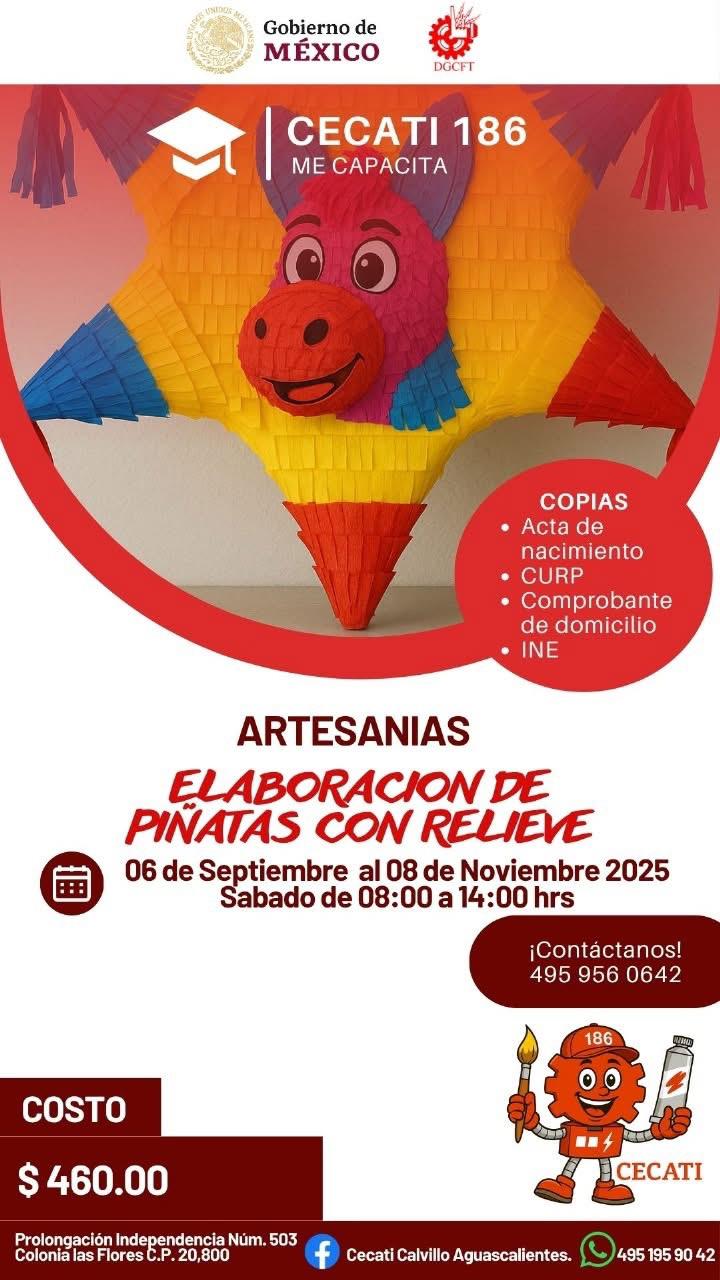 Gobierno de
MÉXICO
DGCFT
CECATI 186
ME CAPACITA
COPIAS
• Acta de
nacimiento
• CURP
• Comprobante
de domicilio
• INE
ARTESANIAS
ELABORACION DE
PIÑATAS CON RELIEVE
06 de Septiembre al 08 de Noviembre 2025
Sabado de 08:00 a 14:00 hrs
¡Contáctanos!
495 956 0642
186
CECATI
COSTO
$ 460.00
Prolongación Independencia Núm. 503
Colonia las Flores C.P. 20,800
Cecati Calvillo Aguascalientes.
495 195 90 42